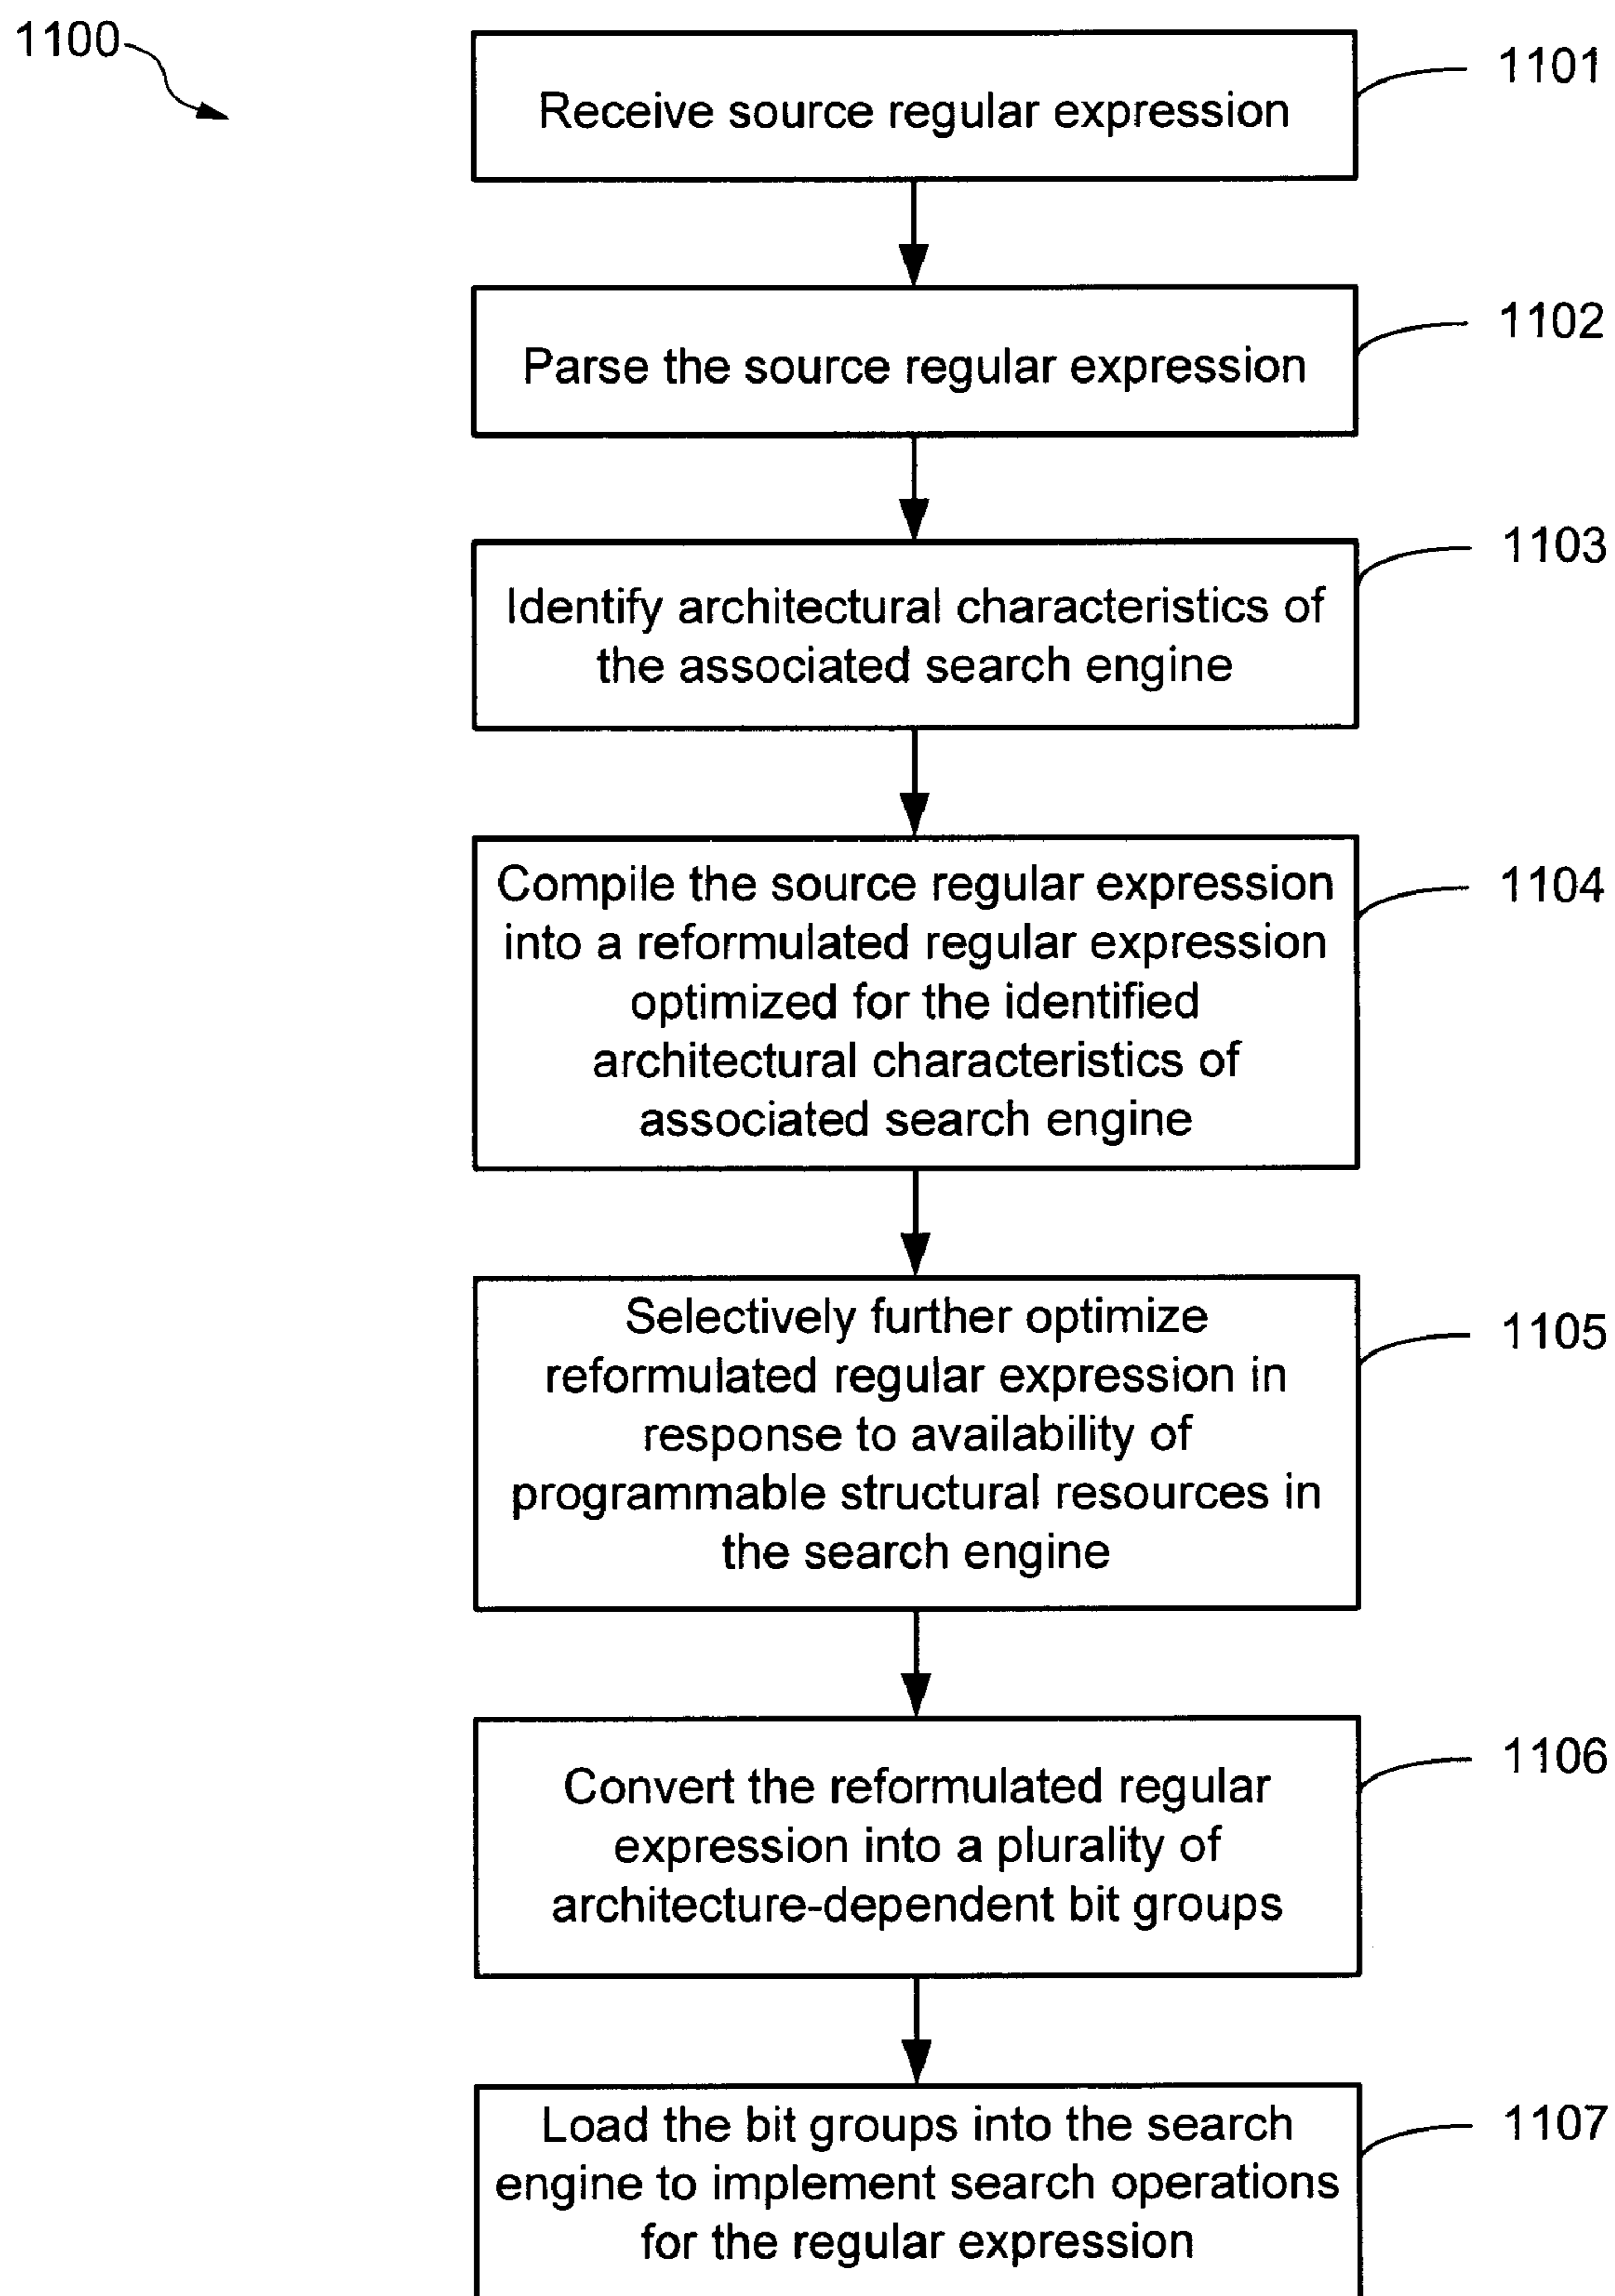 1100
Receive source regular expression
1101
Parse the source regular expression
1102
Identify architectural characteristics of
the associated search engine
1103
Compile the source regular expression
into a reformulated regular expression
optimized for the identified
architectural characteristics of
associated search engine
1104
Selectively further optimize
reformulated regular expression in
response to availability of
programmable structural resources in
the search engine
1105
Convert the reformulated regular
expression into a plurality of
architecture-dependent bit groups
1106
Load the bit groups into the search
engine to implement search operations
for the regular expression
1107